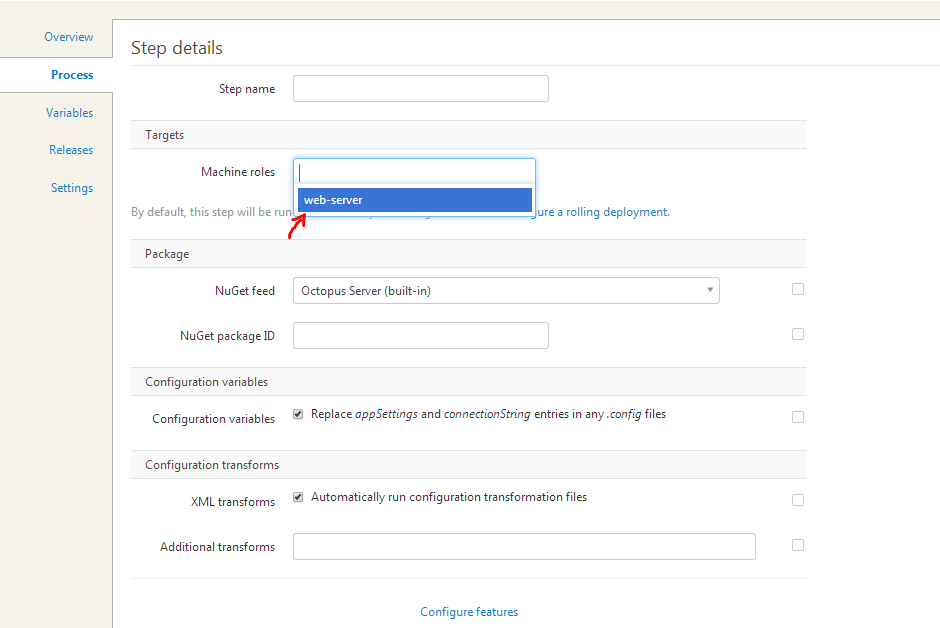 Overview
Process
Variables
Releases
Settings
Step details
Step name
Targets
Machine roles
web-server
By default, this step will be run ure a rolling deployment.
Package
NuGet feed Octopus Server (built-in)
NuGet package ID
Configuration variables
Configuration variables Replace appSettings and connectionString entries in any .config files
Configuration transforms
XML transforms Automatically run configuration transformation files
Additional transforms
Configure features